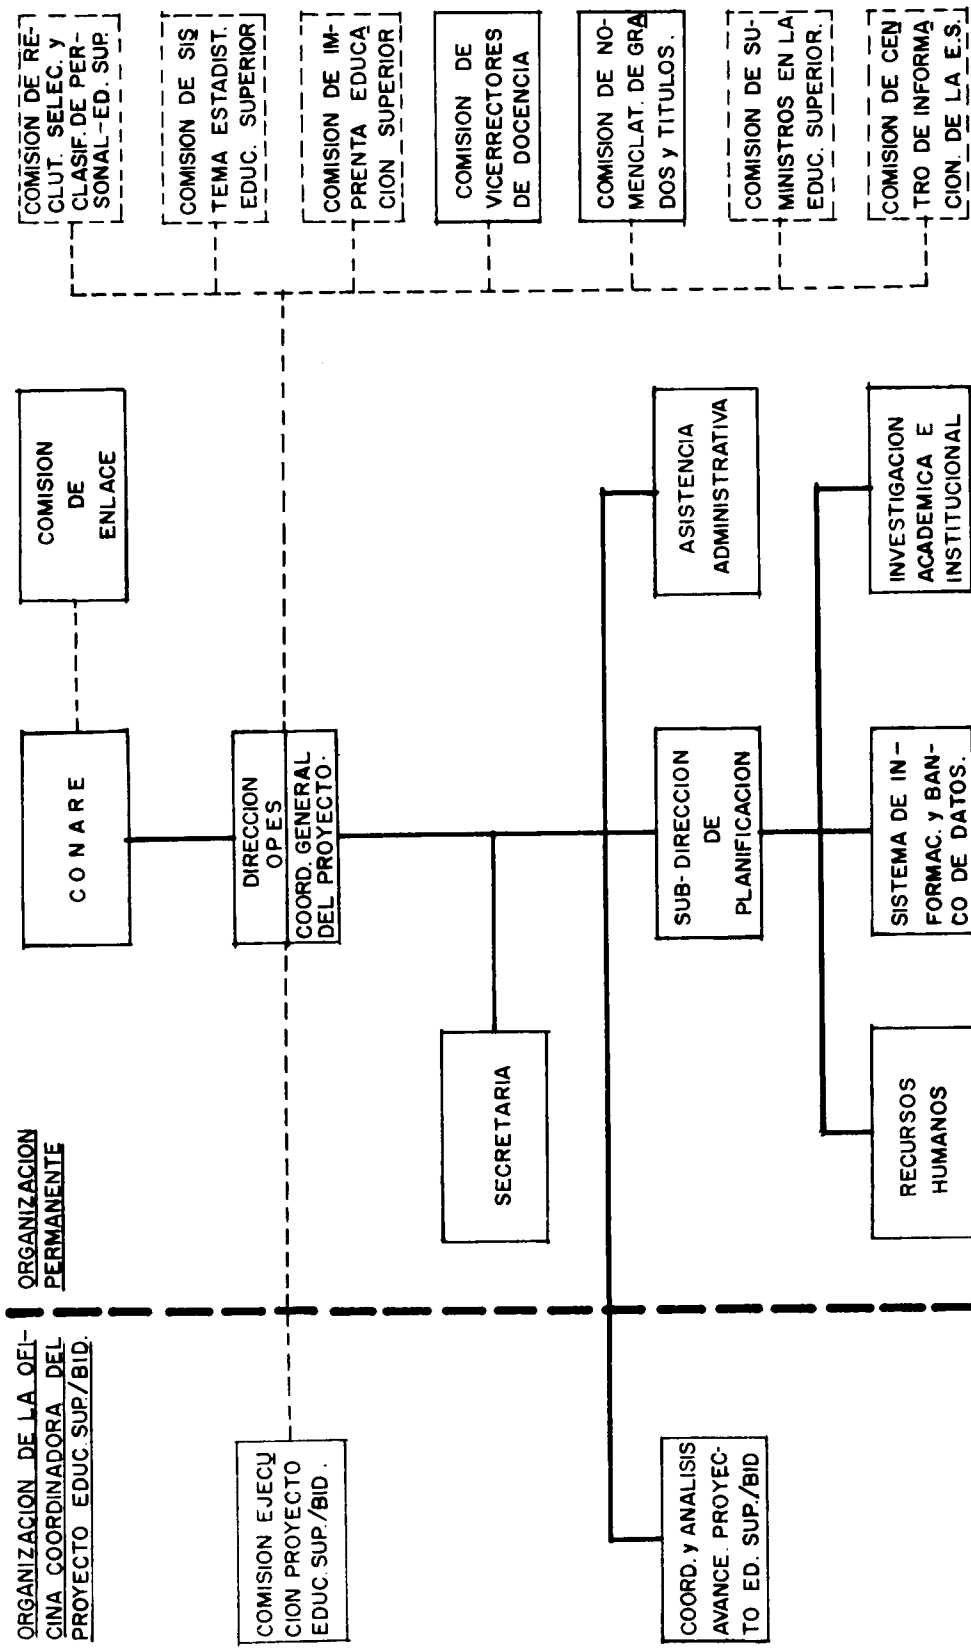 ORGANIZACION DE LA OFI-
CINA COORDINADORA DEL
PROYECTO EDUC. SUP./BID.
ORGANIZACION
PERMANENTE
CONARE
COMISION
DE
ENLACE
COMISION DE RE-
CLUT. SELEC. y
CLASIF. DE PER-
SONAL-ED. SUP.
COMISION DE SIS
TEMA ESTADIST.
EDUC. SUPERIOR
COMISION DE IM-
PRENTA EDUCA
CION SUPERIOR
COMISION DE
VICERRECTORES
DE DOCENCIA
COMISION DE NO-
MENCLAT. DE GRA
DOS y TITULOS.
COMISION DE SU-
MINISTROS EN LA
EDUC. SUPERIOR.
COMISION DE CEN
TRO DE INFORMA
CION. DE LA E.S.
COMISION EJECU
CION PROYECTO
EDUC. SUP./BID.
DIRECCION
OPES
COORD. GENERAL
DEL PROYECTO.
SECRETARIA
COORD. y ANALISIS
AVANCE. PROYEC-
TO ED. SUP./BID
SUB-DIRECCION
DE
PLANIFICACION
ASISTENCIA
ADMINISTRATIVA
RECURSOS
HUMANOS
SISTEMA DE IN-
FORMAC. y BAN-
CO DE DATOS.
INVESTIGACION
ACADEMICA E
INSTITUCIONAL